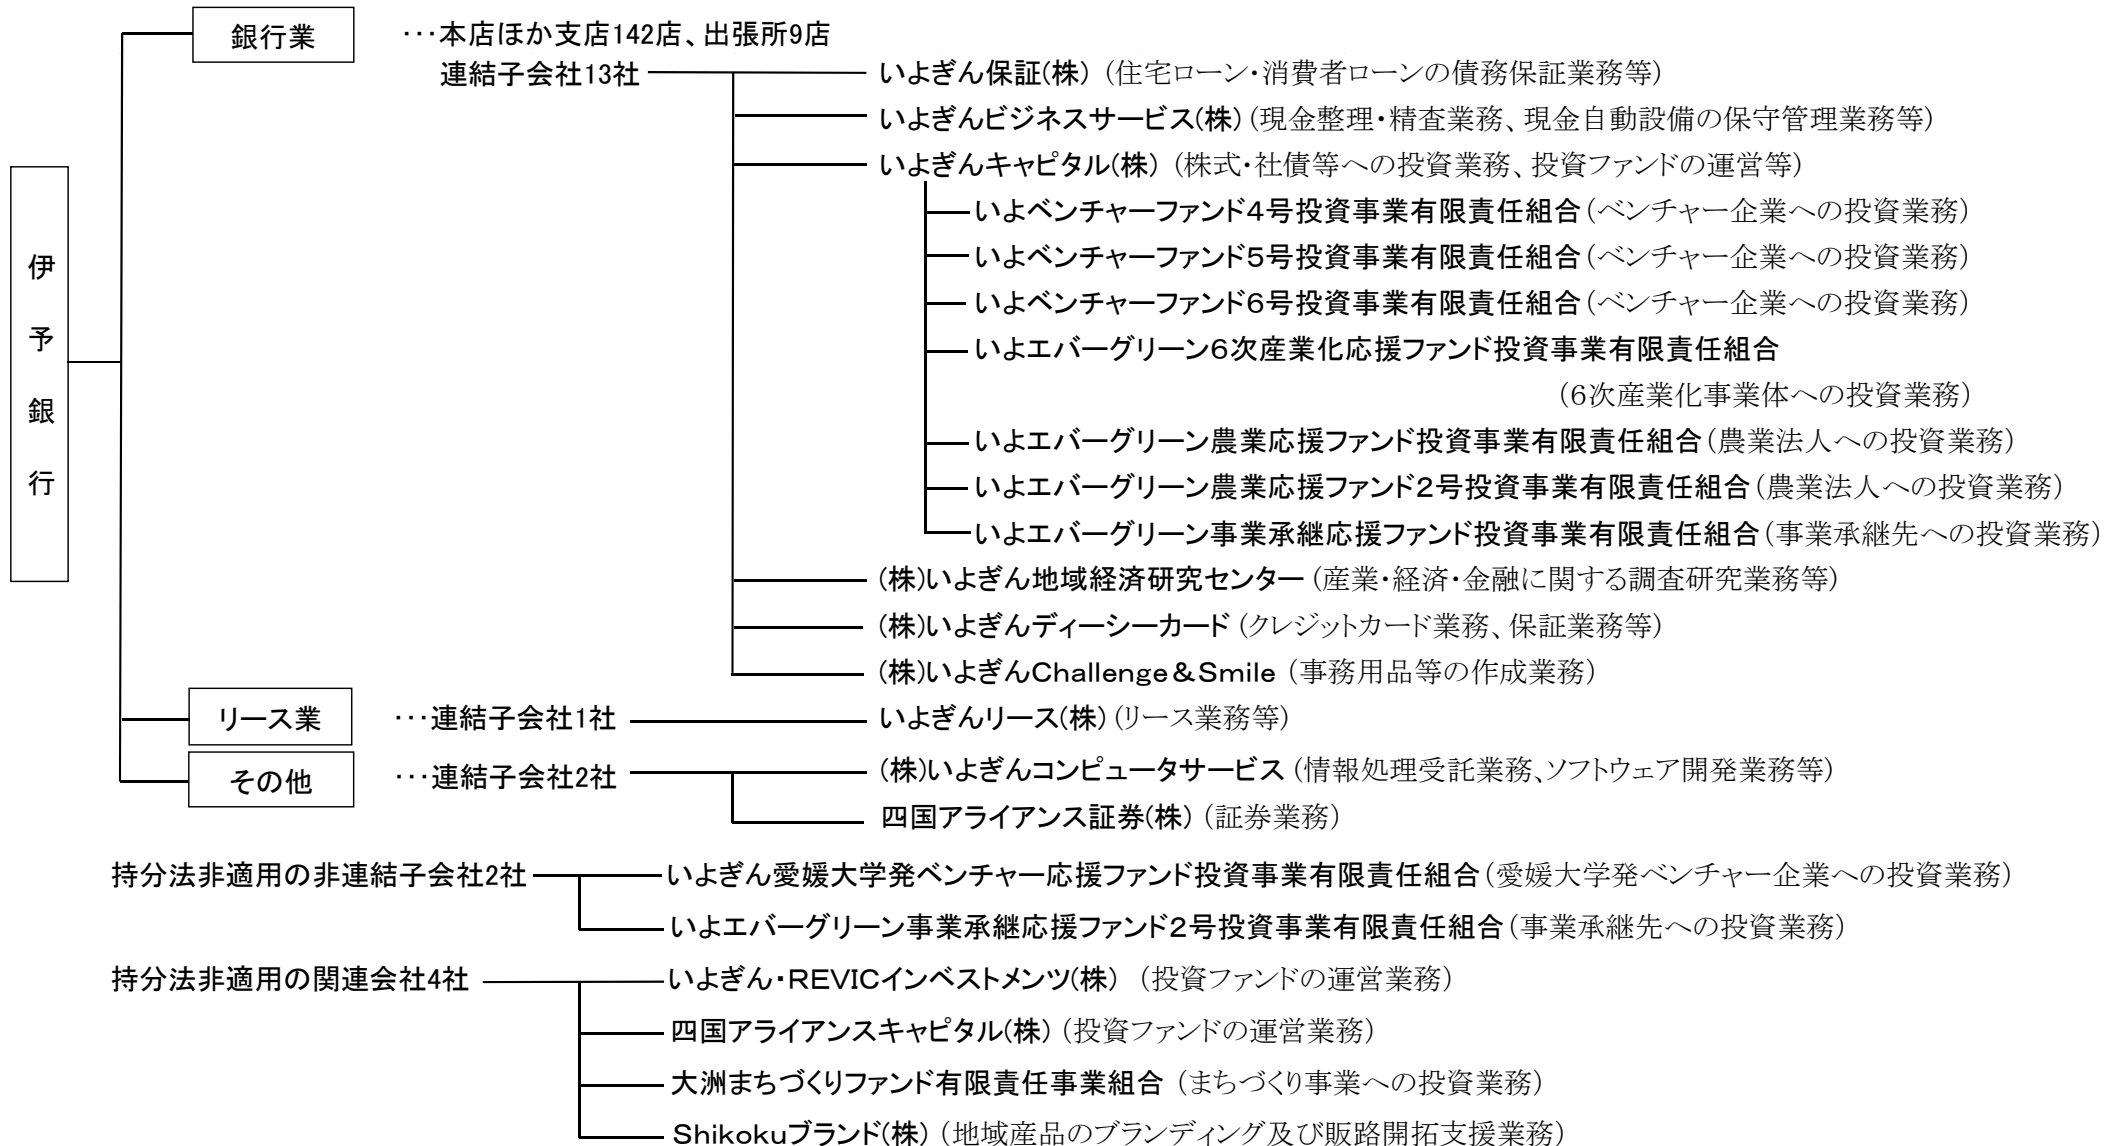 銀行業 ･･･本店ほか支店142店、出張所9店
連結子会社13社 いよぎん保証(株) (住宅ローン・消費者ローンの債務保証業務等)
いよぎんビジネスサービス(株) (現金整理・精査業務、現金自動設備の保守管理業務等)
いよぎんキャピタル(株) (株式・社債等への投資業務、投資ファンドの運営等)
いよベンチャーファンド4号投資事業有限責任組合(ベンチャー企業への投資業務)
いよベンチャーファンド5号投資事業有限責任組合(ベンチャー企業への投資業務)
いよベンチャーファンド6号投資事業有限責任組合(ベンチャー企業への投資業務)
いよエバーグリーン6次産業化応援ファンド投資事業有限責任組合
(6次産業化事業体への投資業務)
いよエバーグリーン農業応援ファンド投資事業有限責任組合(農業法人への投資業務)
いよエバーグリーン農業応援ファンド2号投資事業有限責任組合(農業法人への投資業務)
いよエバーグリーン事業承継応援ファンド投資事業有限責任組合(事業承継先への投資業務)
伊予銀行
(株)いよぎん地域経済研究センター (産業・経済・金融に関する調査研究業務等)
(株)いよぎんディーシーカード (クレジットカード業務、保証業務等)
(株)いよぎんChallenge&Smile (事務用品等の作成業務)
リース業 ･･･連結子会社1社 いよぎんリース(株) (リース業務等)
その他 ･･･連結子会社2社 (株)いよぎんコンピュータサービス (情報処理受託業務、ソフトウェア開発業務等)
四国アライアンス証券(株) (証券業務)
持分法非適用の非連結子会社2社 いよぎん愛媛大学発ベンチャー応援ファンド投資事業有限責任組合(愛媛大学発ベンチャー企業への投資業務)
いよエバーグリーン事業承継応援ファンド2号投資事業有限責任組合(事業承継先への投資業務)
持分法非適用の関連会社4社 いよぎん・REVICインベストメンツ(株) (投資ファンドの運営業務)
四国アライアンスキャピタル(株) (投資ファンドの運営業務)
大洲まちづくりファンド有限責任事業組合 (まちづくり事業への投資業務)
Shikokuブランド(株) (地域産品のブランディング及び販路開拓支援業務)